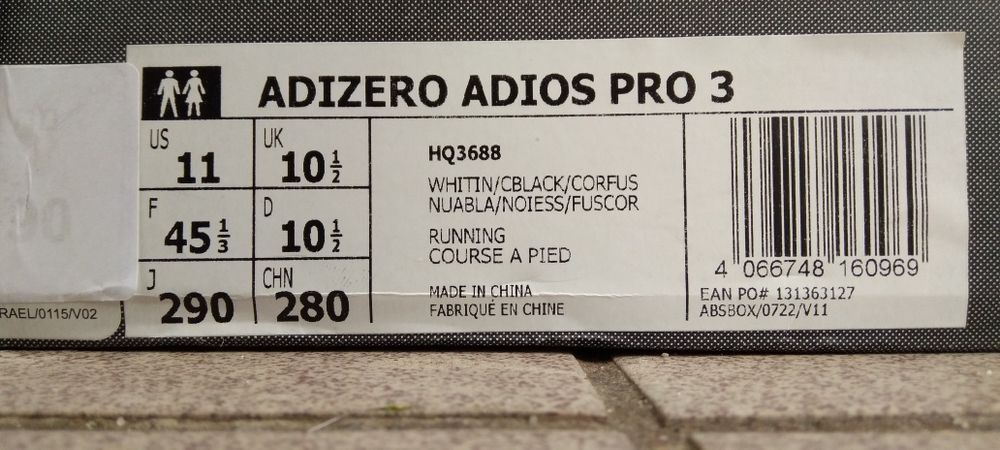 ADIZERO ADIOS PRO 3
US 11
UK 10 1/2
F 45 1/3
D 10 1/2
J 290
CHN 280
HQ3688
WHITIN/CBLACK/CORFUS
NUABLA/NOIESS/FUSCOR
RUNNING
COURSE A PIED
MADE IN CHINA
FABRIQUÉ EN CHINE
4 066748 160969
EAN PO# 131363127
ABSBOX/0722/V11
RAEL/0115/V02